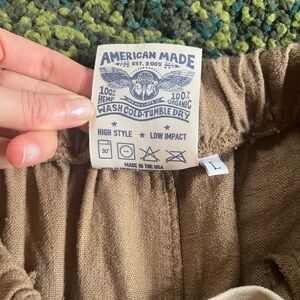 AMERICAN MADE
EST. 2005
100% HEMP
100% ORGANIC
WASH COLD-TUMBLE DRY
HIGH STYLE ★ LOW IMPACT
30°
MADE IN THE USA
L